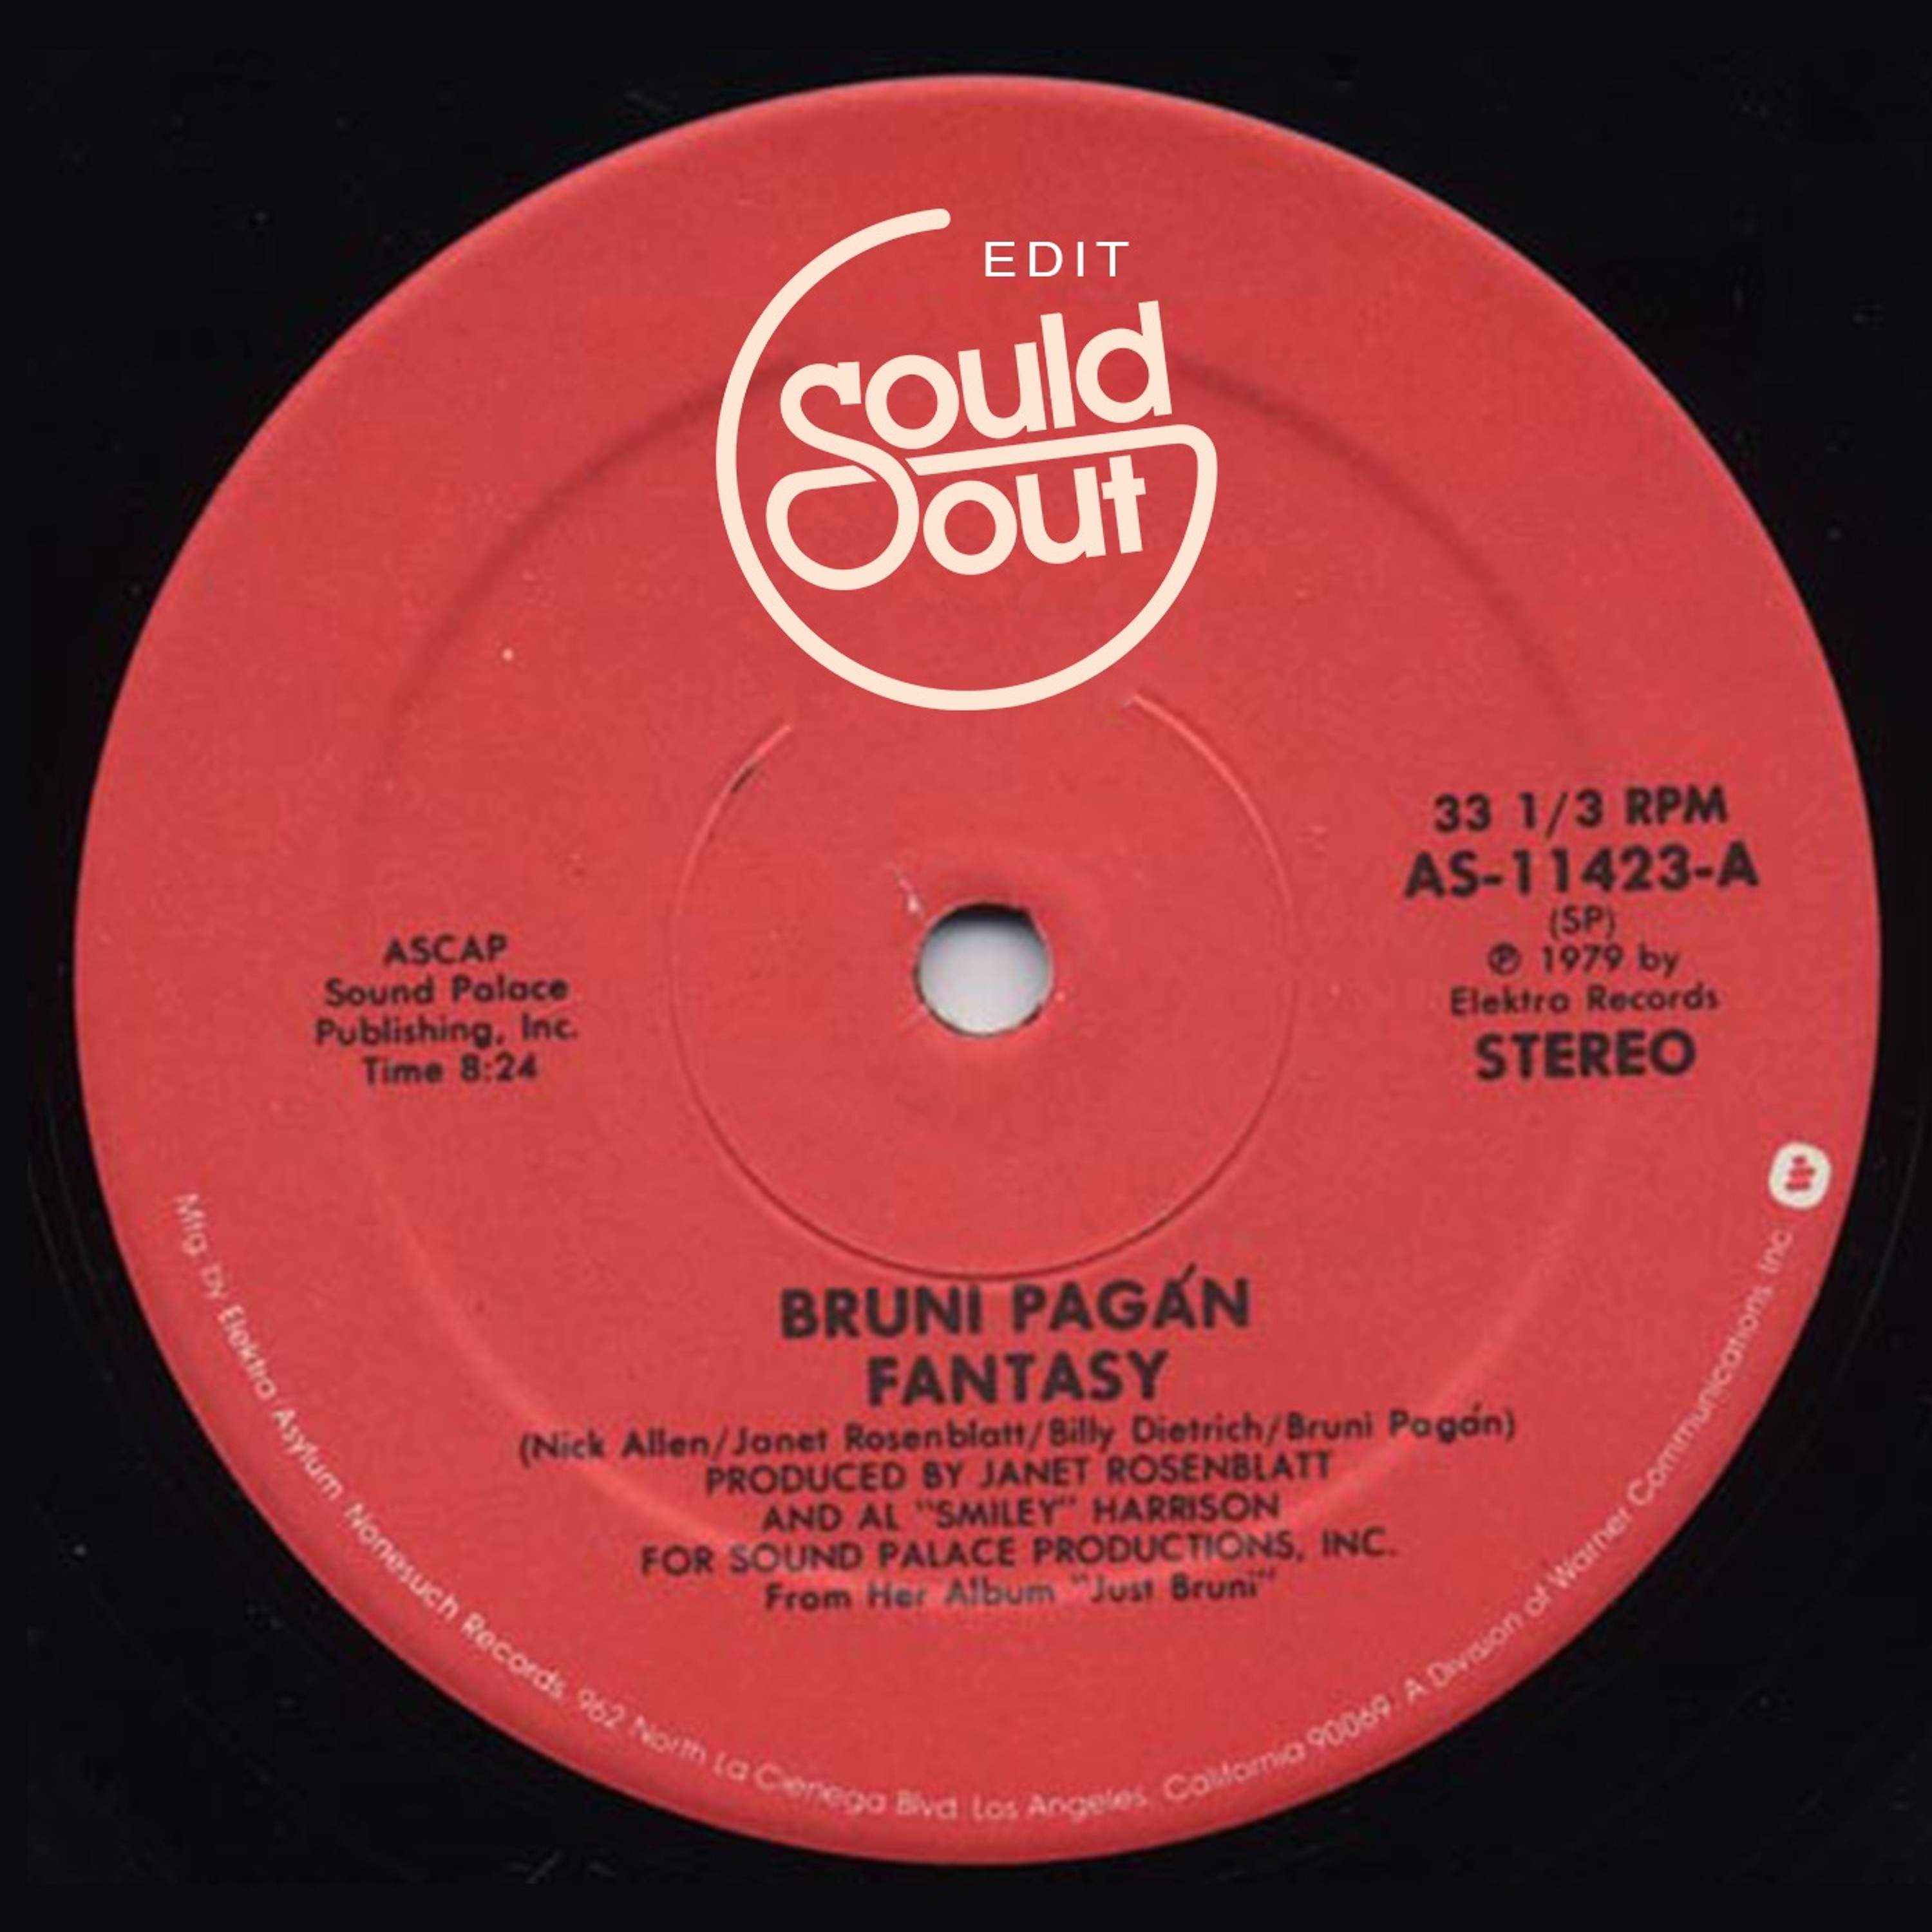 EDIT
Sould
out
33 1/3 RPM
AS-11423-A
(SP)
℗ 1979 by
Elektra Records
STEREO
ASCAP
Sound Palace
Publishing, Inc.
Time 8:24
BRUNI PAGÁN
FANTASY
(Nick Allen/Janet Rosenblatt/Billy Dietrich/Bruni Pagán)
PRODUCED BY JANET ROSENBLATT
AND AL "SMILEY" HARRISON
FOR SOUND PALACE PRODUCTIONS, INC.
From Her Album "Just Bruni"
Mfg. by Elektra/Asylum/Nonesuch Records, 962 North La Cienega Blvd. Los Angeles, California 90069. A Division of Warner Communications, Inc.
W